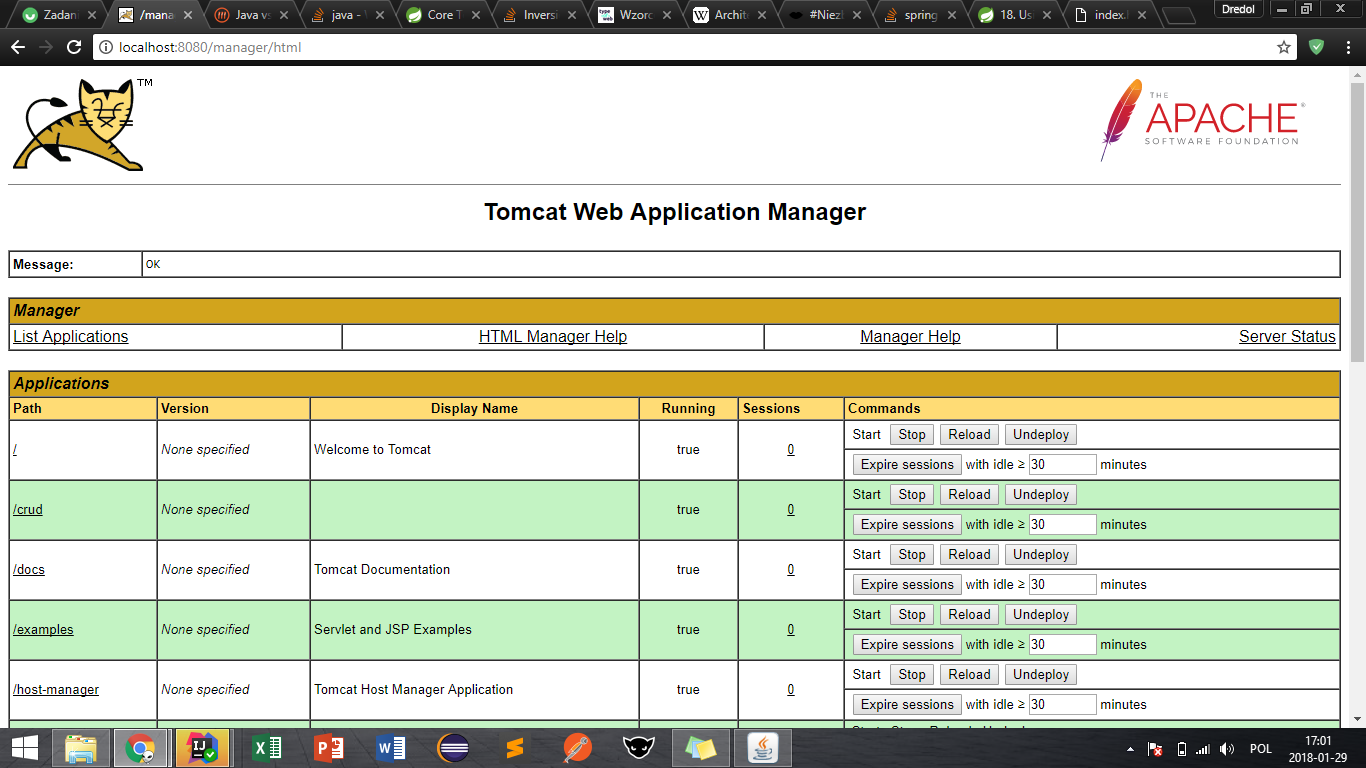 Zadani
/mana
Java vs
java -
Core T
Inversi
Wzorc
Archite
#Niezb
spring
18. Usi
index.
Dredol
localhost:8080/manager/html
TM
THE
APACHE®
SOFTWARE FOUNDATION
Tomcat Web Application Manager
Message: OK
Manager
List Applications HTML Manager Help Manager Help Server Status
Applications
Path Version Display Name Running Sessions Commands
/ None specified Welcome to Tomcat true 0 Start Stop Reload Undeploy
Expire sessions with idle ≥ 30 minutes
/crud None specified true 0 Start Stop Reload Undeploy
Expire sessions with idle ≥ 30 minutes
/docs None specified Tomcat Documentation true 0 Start Stop Reload Undeploy
Expire sessions with idle ≥ 30 minutes
/examples None specified Servlet and JSP Examples true 0 Start Stop Reload Undeploy
Expire sessions with idle ≥ 30 minutes
/host-manager None specified Tomcat Host Manager Application true 0 Start Stop Reload Undeploy
Expire sessions with idle ≥ 30 minutes
POL
17:01
2018-01-29